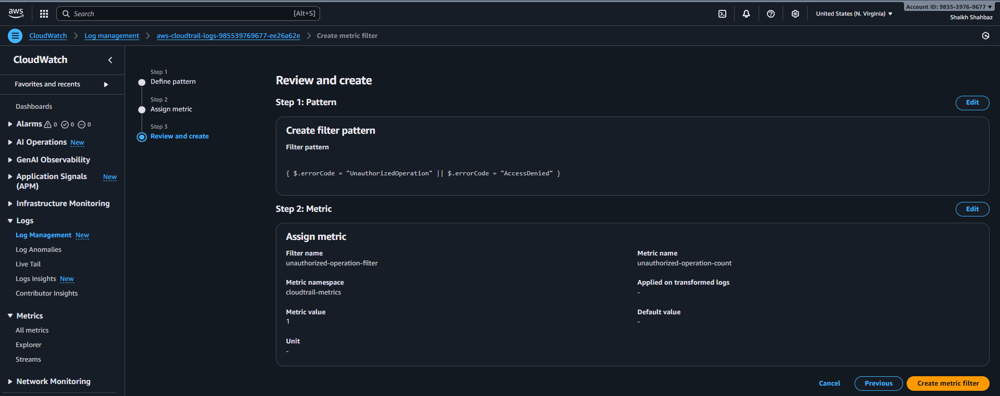 aws
Search
[Alt+S]
United States (N. Virginia)
Account ID: 9855-3976-9677
Shaikh Shahbaz
CloudWatch
Log management
aws-cloudtrail-logs-985539769677-ee26a62e
Create metric filter
CloudWatch
Favorites and recents
Dashboards
Alarms 0 0 0
AI Operations New
GenAI Observability
Application Signals New
(APM)
Infrastructure Monitoring
Logs
Log Management New
Log Anomalies
Live Tail
Logs Insights New
Contributor Insights
Metrics
All metrics
Explorer
Streams
Network Monitoring
Step 1
Define pattern
Step 2
Assign metric
Step 3
Review and create
Review and create
Step 1: Pattern
Edit
Create filter pattern
Filter pattern
{ $.errorCode = "UnauthorizedOperation" || $.errorCode = "AccessDenied" }
Step 2: Metric
Edit
Assign metric
Filter name
unauthorized-operation-filter
Metric name
unauthorized-operation-count
Metric namespace
cloudtrail-metrics
Applied on transformed logs
-
Metric value
1
Default value
-
Unit
-
Cancel
Previous
Create metric filter